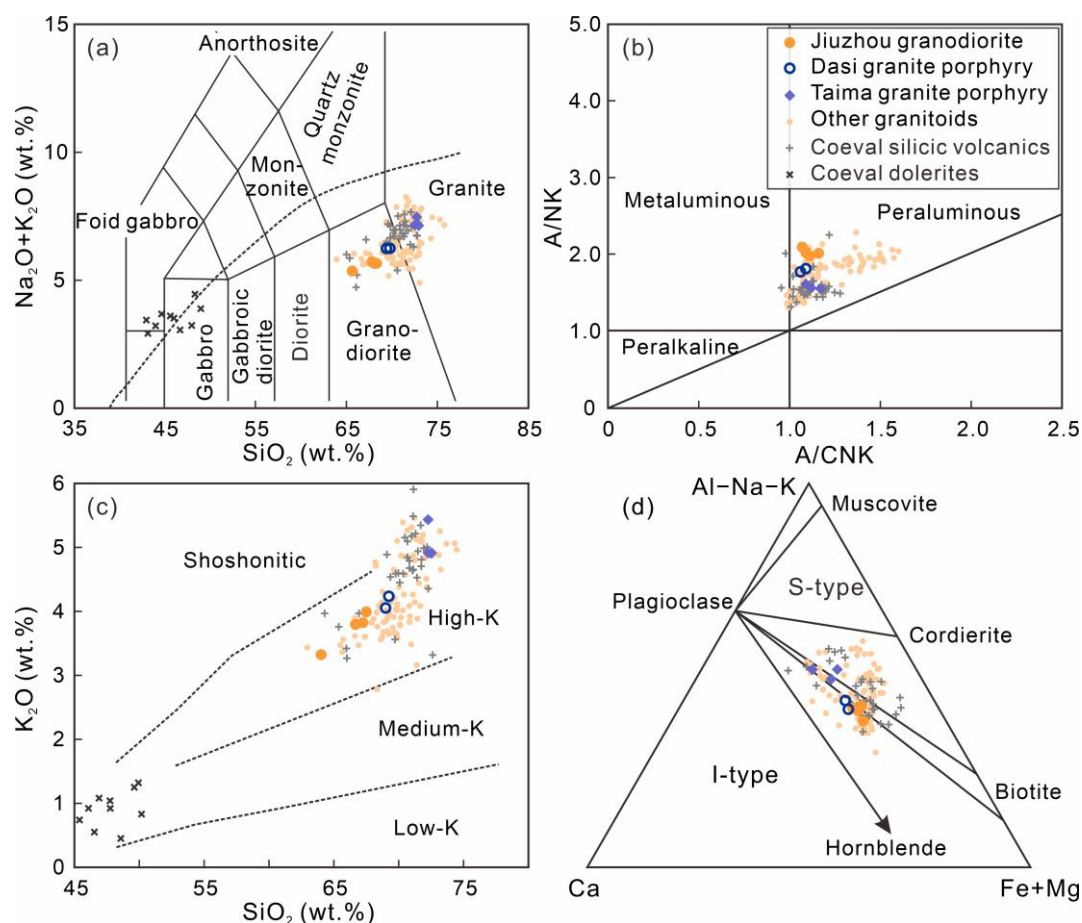 (a)
Anorthosite
Quartz
monzonite
Mon-
zonite
Granite
Foid gabbro
Gabbro
Gabbroic
diorite
Diorite
Grano-
diorite
15
10
5
0
35
45
55
65
75
85
Na₂O+K₂O (wt.%)
SiO₂ (wt.%)
(b)
Jiuzhou granodiorite
Dasi granite porphyry
Taima granite porphyry
Other granitoids
Coeval silicic volcanics
Coeval dolerites
Metaluminous
Peraluminous
Peralkaline
5.0
4.0
3.0
2.0
1.0
0
0
0.5
1.0
1.5
2.0
2.5
A/NK
A/CNK
(c)
Shoshonitic
High-K
Medium-K
Low-K
6
5
4
3
2
1
0
45
55
65
75
K₂O (wt.%)
SiO₂ (wt.%)
(d)
Al−Na−K
Muscovite
S-type
Plagioclase
Cordierite
I-type
Biotite
Hornblende
Ca
Fe+Mg